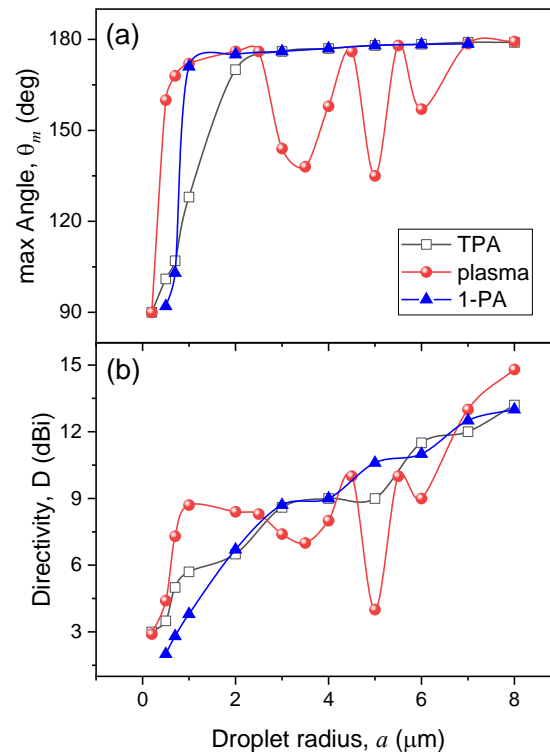 (a)
max Angle, θm (deg)
180
150
120
90
TPA
plasma
1-PA
(b)
Directivity, D (dBi)
15
12
9
6
3
0
2
4
6
8
Droplet radius, a (μm)